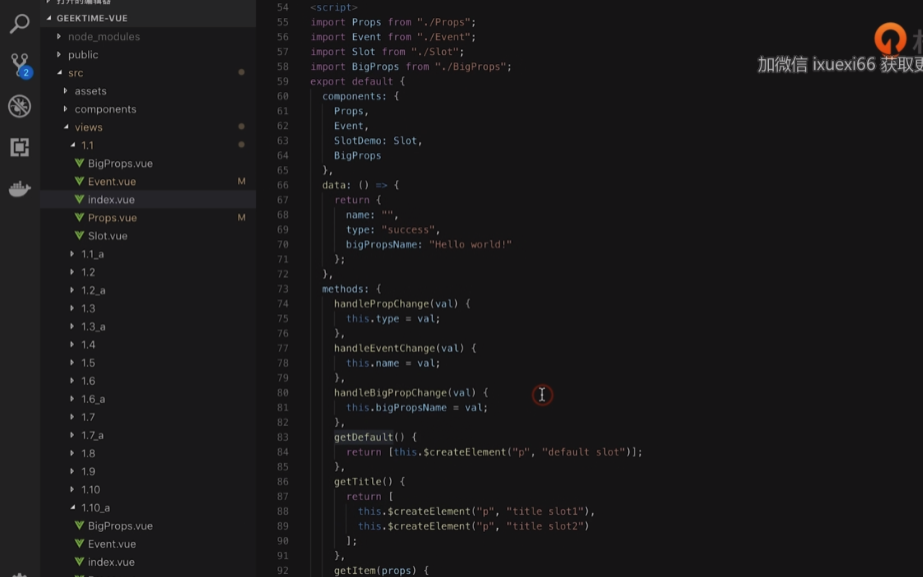 GEEKTIME-VUE
node_modules
public
src
assets
components
views
1.1
BigProps.vue
Event.vue M
index.vue
Props.vue M
Slot.vue
1.1_a
1.2
1.2_a
1.3
1.3_a
1.4
1.5
1.6
1.6_a
1.7
1.7_a
1.8
1.9
1.10
1.10_a
BigProps.vue
Event.vue
index.vue
2
54 <script>
55 import Props from "./Props";
56 import Event from "./Event";
57 import Slot from "./Slot";
58 import BigProps from "./BigProps";
59 export default {
60 components: {
61 Props,
62 Event,
63 SlotDemo: Slot,
64 BigProps
65 },
66 data: () => {
67 return {
68 name: "",
69 type: "success",
70 bigPropsName: "Hello world!"
71 };
72 },
73 methods: {
74 handlePropChange(val) {
75 this.type = val;
76 },
77 handleEventChange(val) {
78 this.name = val;
79 },
80 handleBigPropChange(val) {
81 this.bigPropsName = val;
82 },
83 getDefault() {
84 return [this.$createElement("p", "default slot")];
85 },
86 getTitle() {
87 return [
88 this.$createElement("p", "title slot1"),
89 this.$createElement("p", "title slot2")
90 ];
91 },
92 getItem(props) {
加微信 ixuexi66 获取更